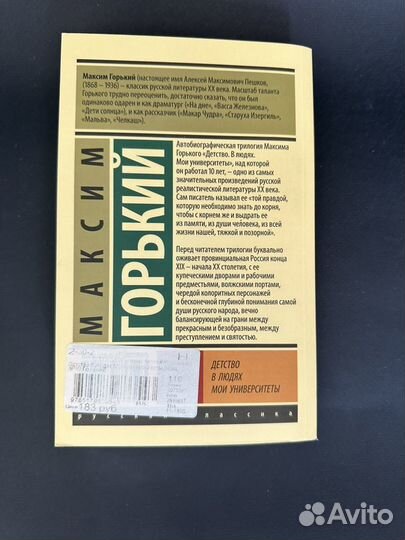 Максим Горький (настоящее имя Алексей Максимович Пешков,
(1868 – 1936) – классик русской литературы XX века. Масштаб таланта
Горького трудно переоценить, достаточно сказать, что он был
одинаково одарен и как драматург («На дне», «Васса Железнова»,
«Дети солнца»), и как рассказчик («Макар Чудра», «Старуха Изергиль»,
«Мальва», «Челкаш»).
МАКСИМ
ГОРЬКИЙ
Автобиографическая трилогия Максима
Горького «Детство. В людях.
Мои университеты», над которой
он работал 10 лет, – одно из самых
значительных произведений русской
реалистической литературы XX века.
Сам писатель называл ее «той правдой,
которую необходимо знать до корня,
чтобы с корнем же и выдрать ее
из памяти, из души человека, из всей
жизни нашей, тяжкой и позорной».
Перед читателем трилогии буквально
оживает провинциальная Россия конца
XIX – начала XX столетия, с ее
купеческими дворами и рабочими
предместьями, волжскими портами,
чередой колоритных персонажей
и бесконечной глубиной понимания самой
души русского народа, вечно
балансирующей на грани между
прекрасным и безобразным, между
преступлением и святостью.
ДЕТСТВО
В ЛЮДЯХ
МОИ УНИВЕРСИТЕТЫ
183 руб
русская классика
Avito